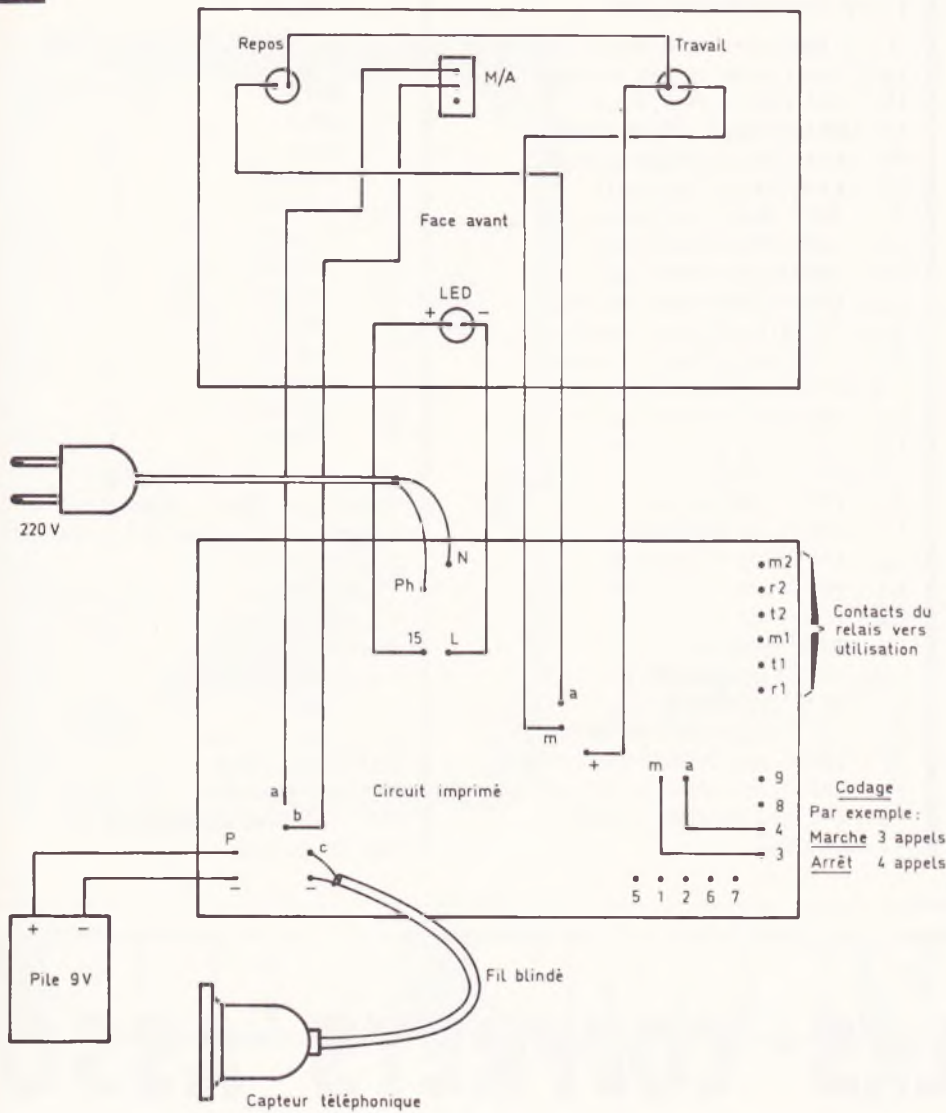 Repos
Travail
M/A
Face avant
LED
+ -
220 V
N
Ph
15 L
m2
r2
t2
m1
t1
r1
Contacts du
relais vers
utilisation
a
m
+
m a
9
8
4
3
Codage
Par exemple:
Marche 3 appels
Arrêt 4 appels
Circuit imprimé
a
b
P
c
- -
5 1 2 6 7
+ -
Pile 9V
Fil blindé
Capteur téléphonique